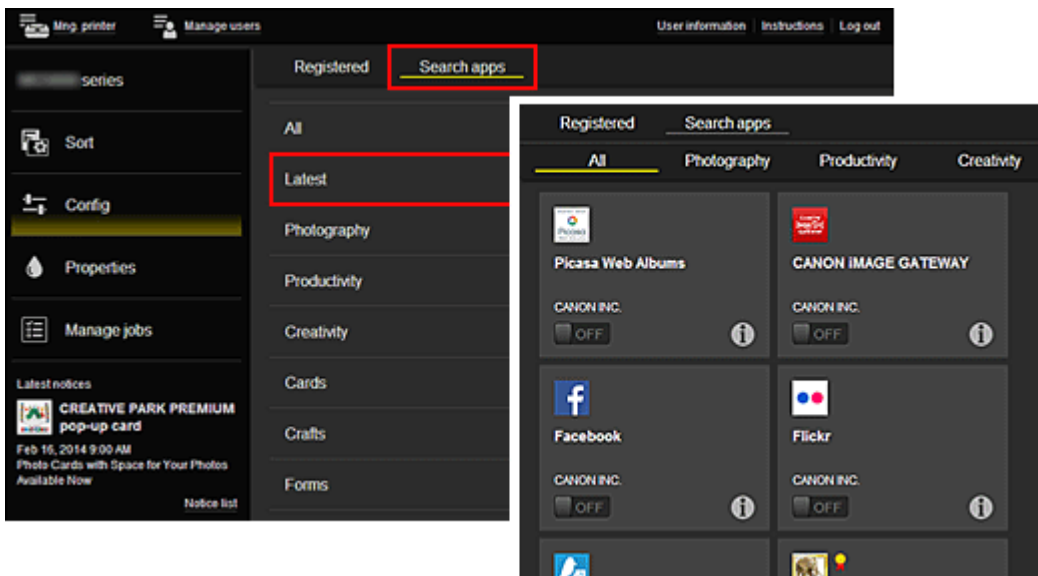 Mng. printer
Manage users
User information
Instructions
Log out
series
Sort
Config
Properties
Manage jobs
Latest notices
CREATIVE PARK PREMIUM
pop-up card
Feb 16, 2014 9:00 AM
Photo Cards with Space for Your Photos
Available Now
Notice list
Registered
Search apps
All
Latest
Photography
Productivity
Creativity
Cards
Crafts
Forms
Registered
Search apps
All
Photography
Productivity
Creativity
Picasa
Picasa Web Albums
CANON INC.
OFF
CANON iMAGE GATEWAY
CANON INC.
OFF
Facebook
CANON INC.
OFF
Flickr
CANON INC.
OFF